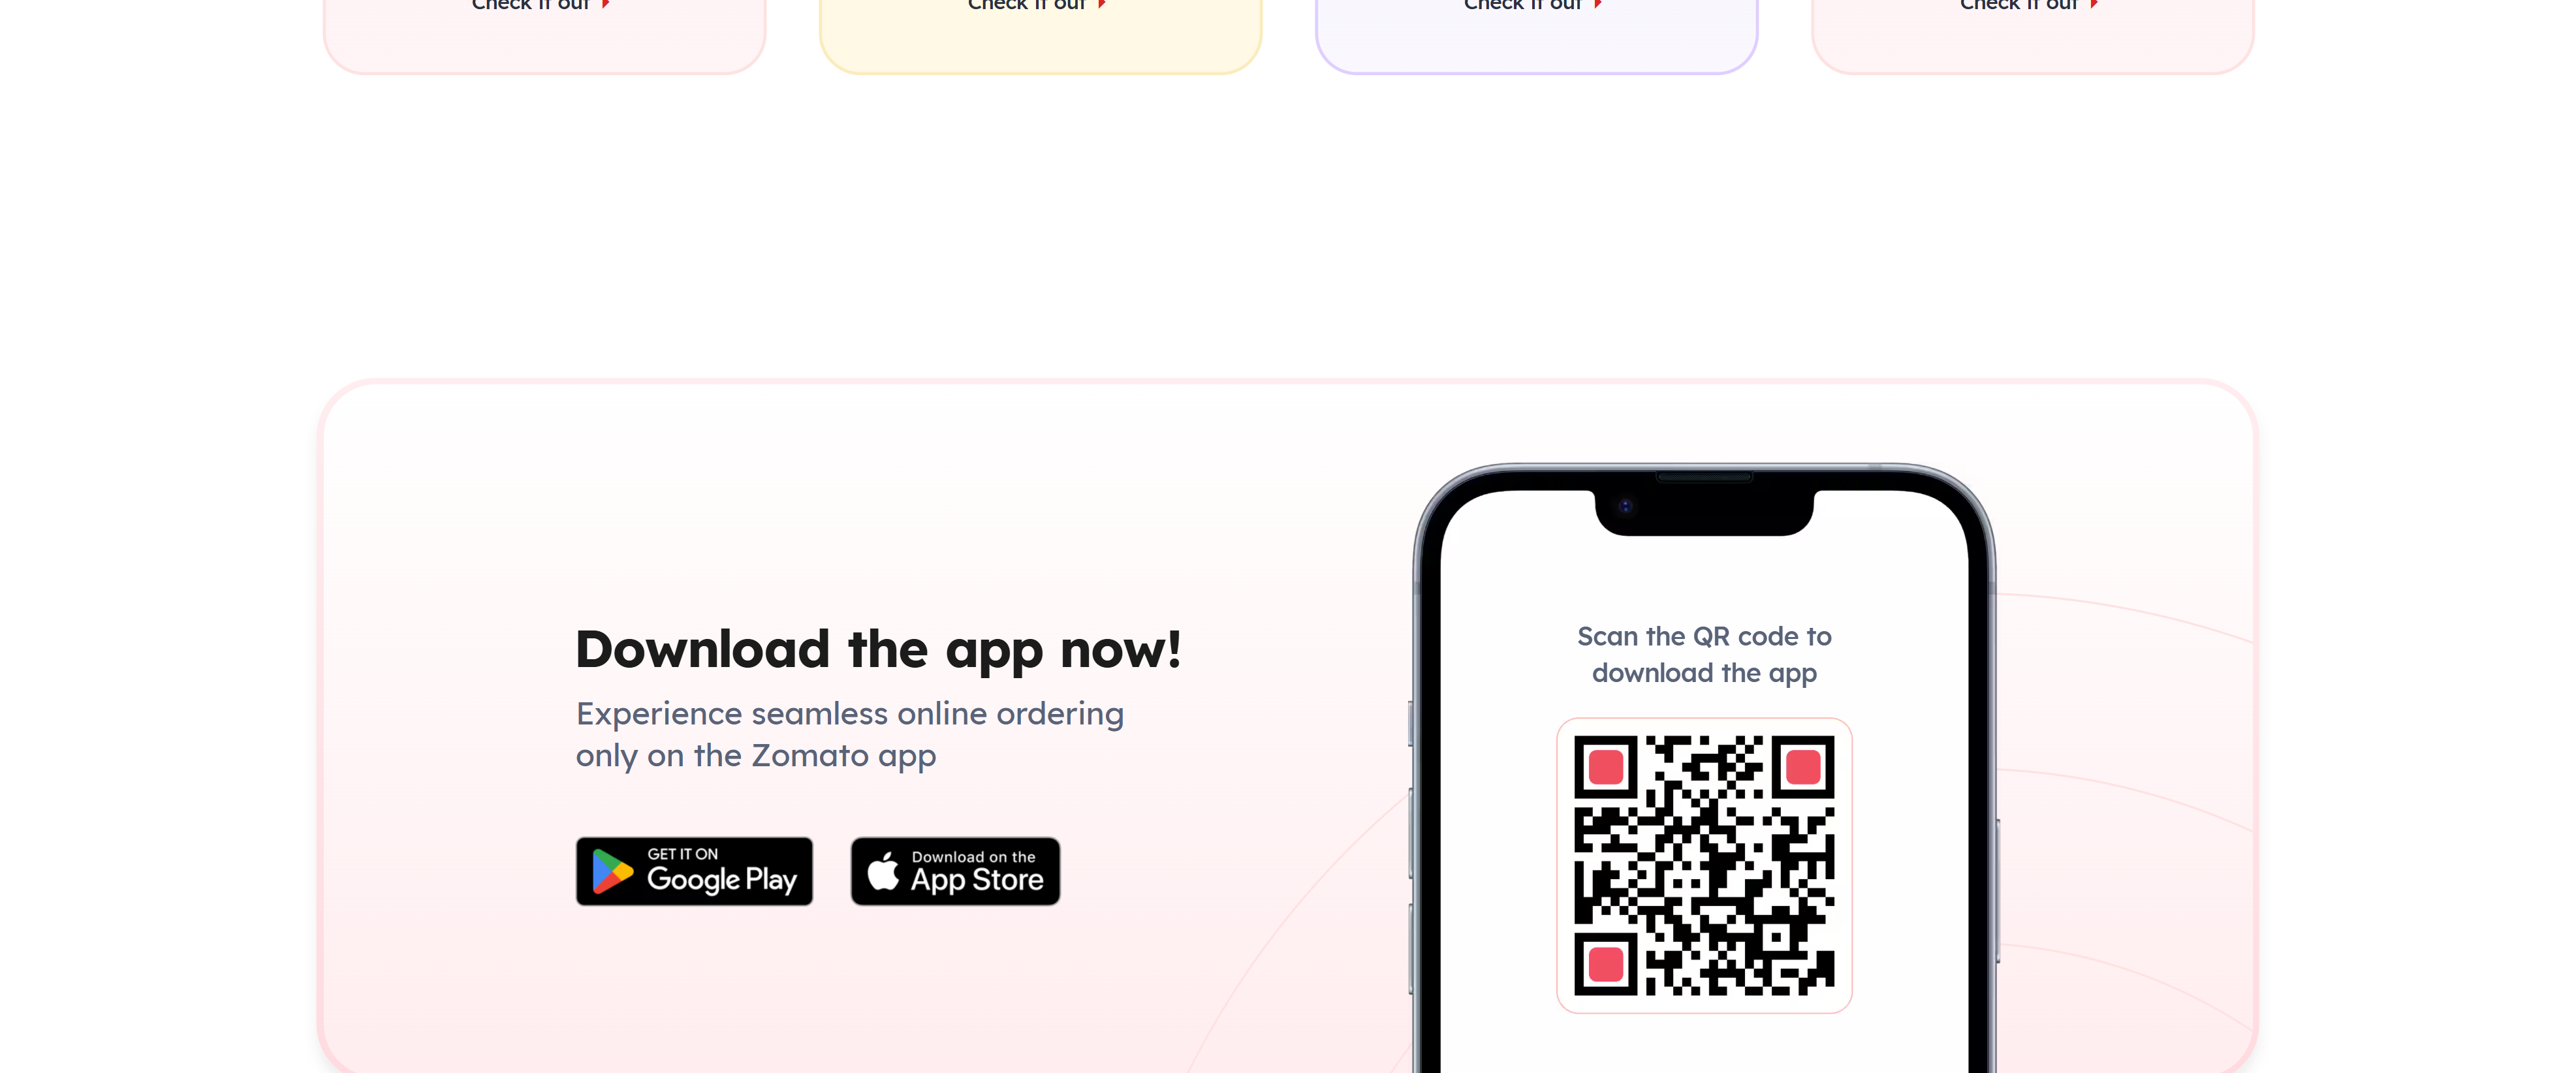 Check it out
Check it out
Check it out
Check it out
Download the app now!
Experience seamless online ordering
only on the Zomato app
GET IT ON
Google Play
Download on the
App Store
Scan the QR code to
download the app